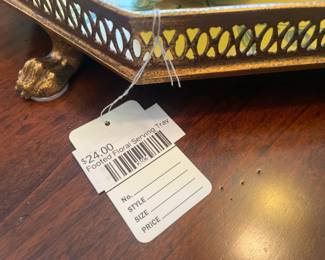 $24.00
Footed Floral Serving Tray
No.
STYLE
SIZE
PRICE